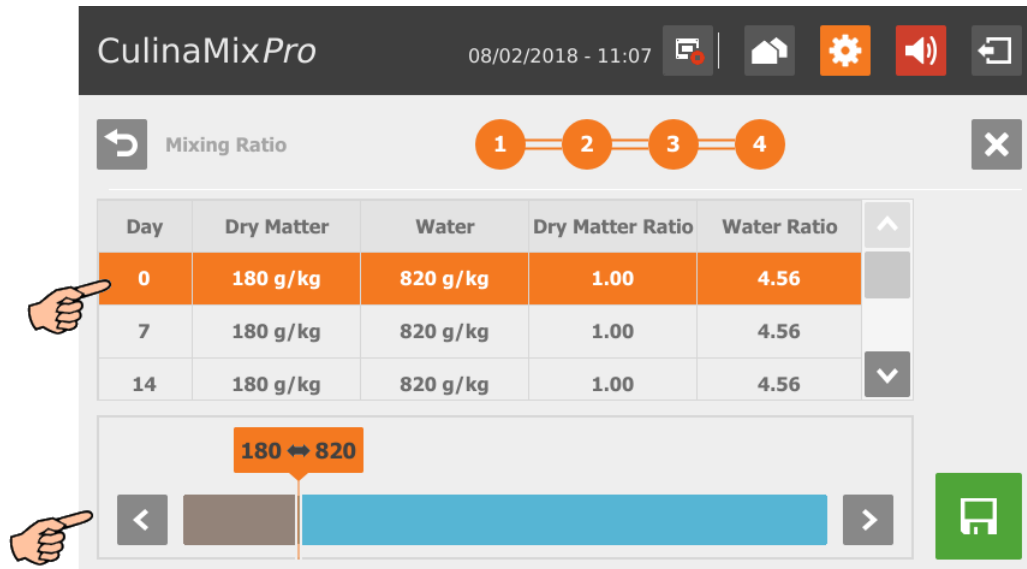 CulinaMixPro 08/02/2018 - 11:07
Mixing Ratio 1 2 3 4
Day Dry Matter Water Dry Matter Ratio Water Ratio
0 180 g/kg 820 g/kg 1.00 4.56
7 180 g/kg 820 g/kg 1.00 4.56
14 180 g/kg 820 g/kg 1.00 4.56
180 ⬌ 820